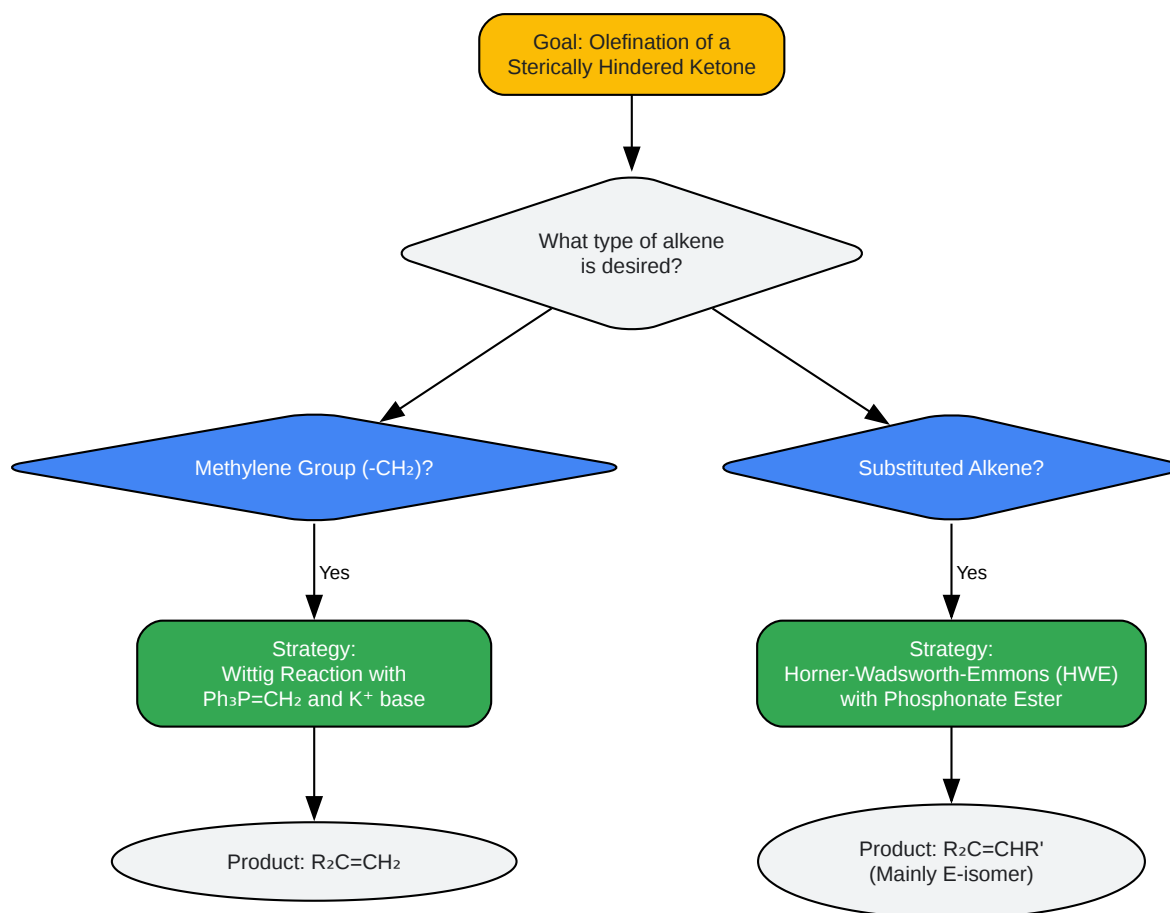 Goal: Olefination of a
Sterically Hindered Ketone
What type of alkene
is desired?
Methylene Group (-CH₂)?
Substituted Alkene?
Yes
Yes
Strategy:
Wittig Reaction with
Ph₃P=CH₂ and K⁺ base
Strategy:
Horner-Wadsworth-Emmons (HWE)
with Phosphonate Ester
Product: R₂C=CH₂
Product: R₂C=CHR'
(Mainly E-isomer)